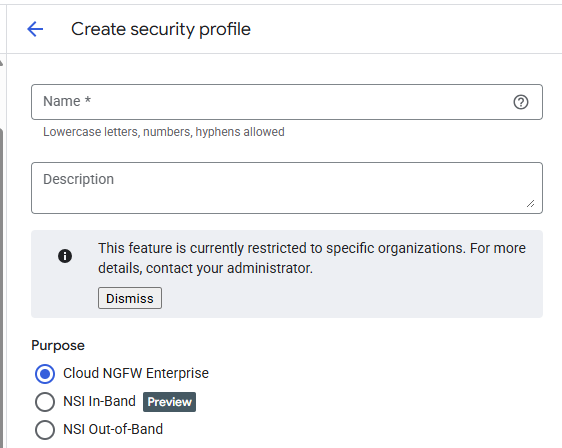 Create security profile
Name *
Lowercase letters, numbers, hyphens allowed
Description
This feature is currently restricted to specific organizations. For more
details, contact your administrator.
Dismiss
Purpose
Cloud NGFW Enterprise
NSI In-Band Preview
NSI Out-of-Band